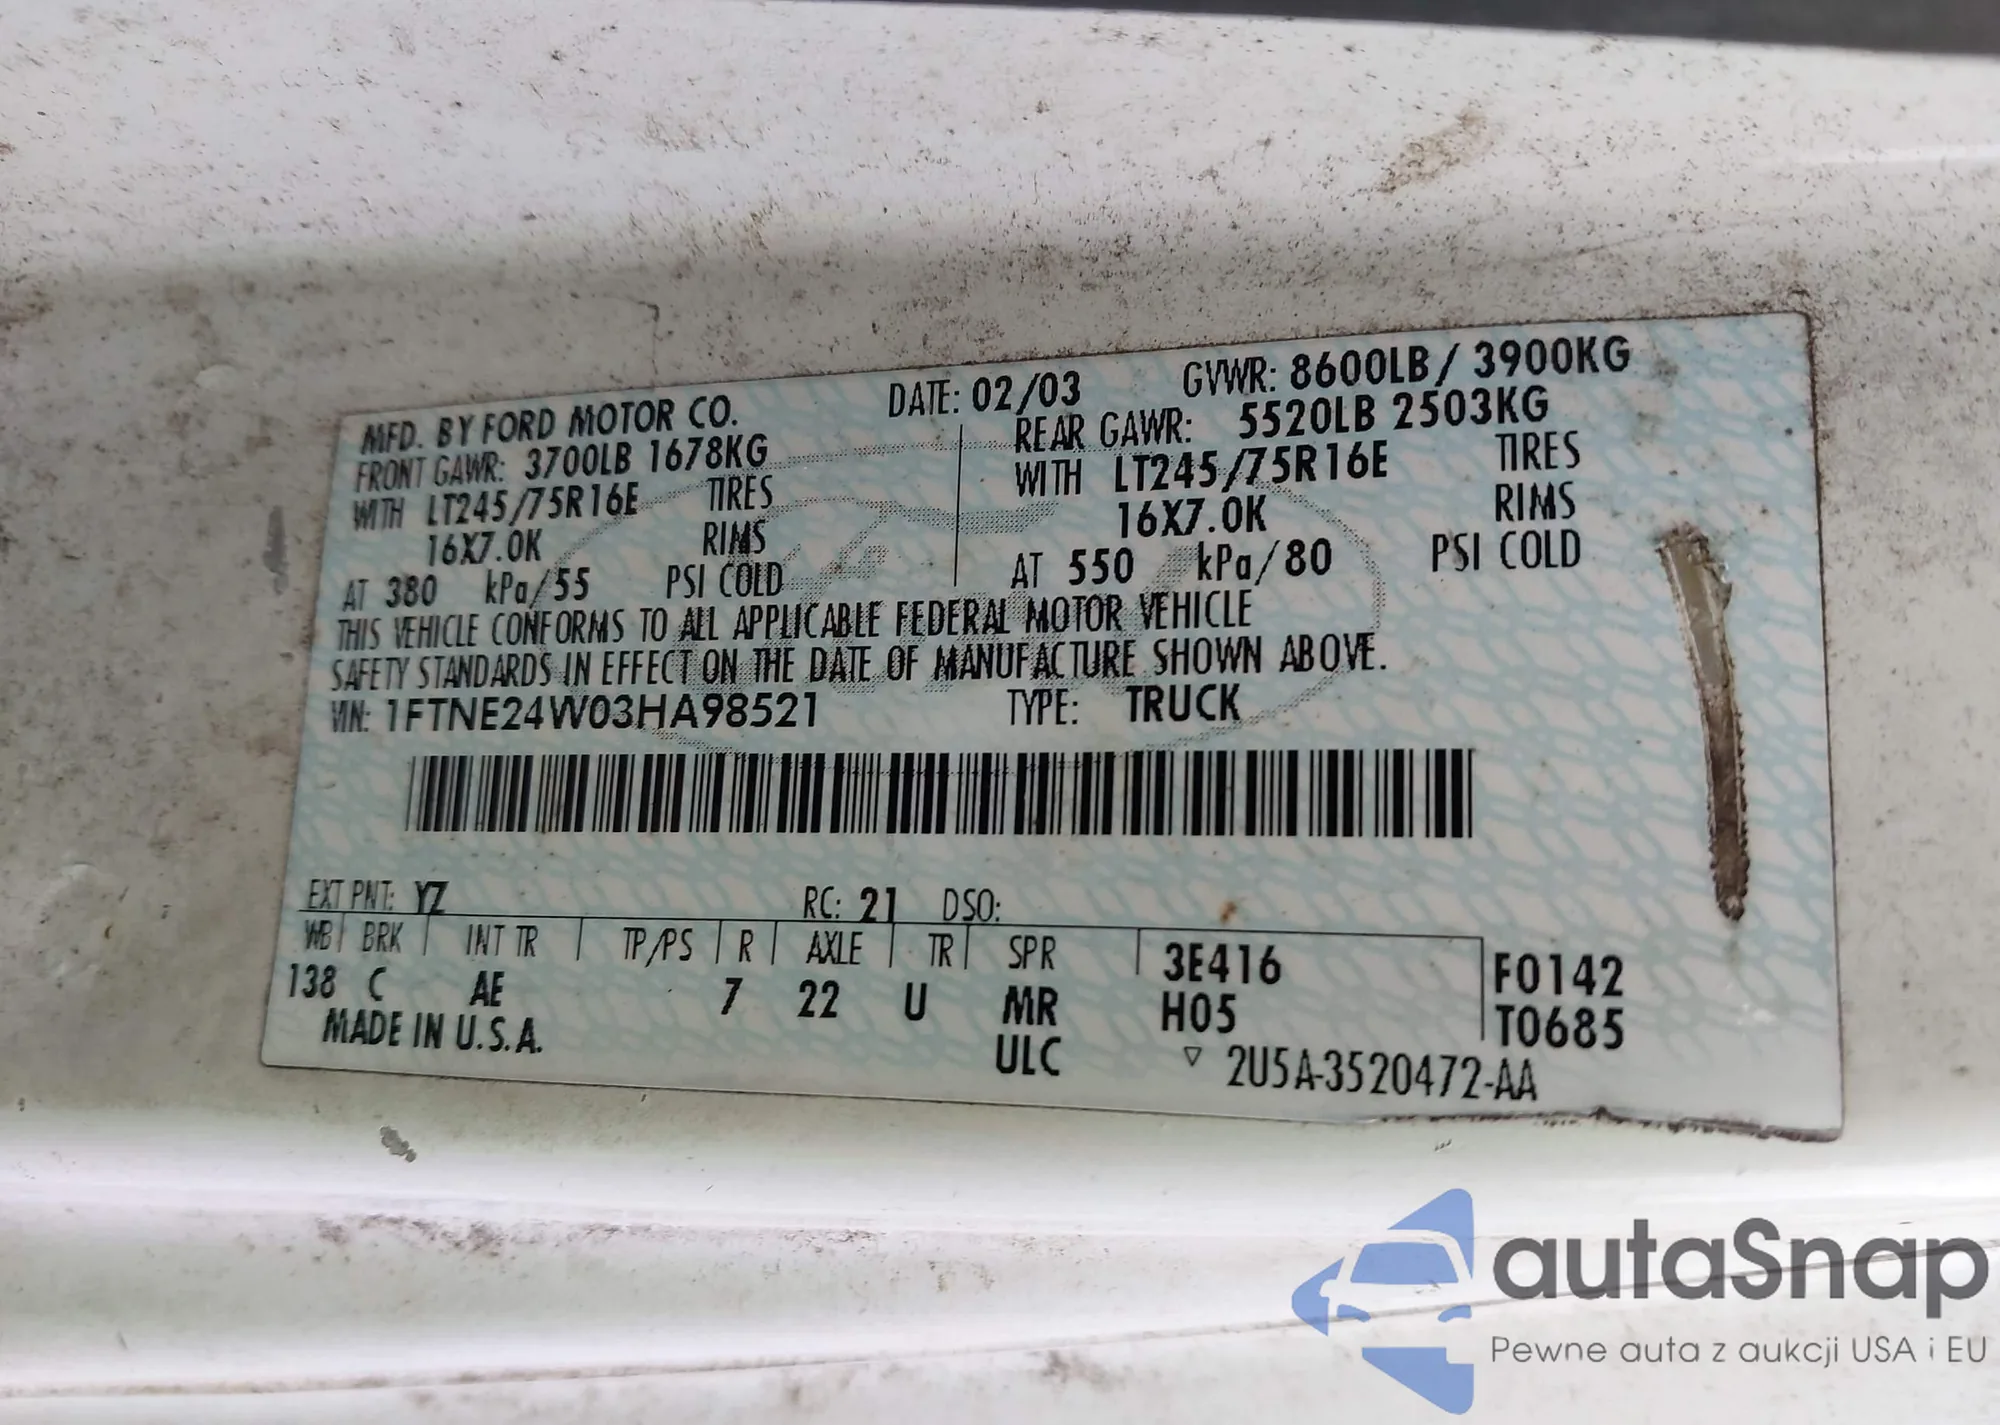 MFD. BY FORD MOTOR CO. DATE: 02/03 GVWR: 8600LB / 3900KG
FRONT GAWR: 3700LB 1678KG REAR GAWR: 5520LB 2503KG
WITH LT245/75R16E TIRES WITH LT245/75R16E TIRES
16X7.0K RIMS 16X7.0K RIMS
AT 380 kPa/55 PSI COLD AT 550 kPa/80 PSI COLD
THIS VEHICLE CONFORMS TO ALL APPLICABLE FEDERAL MOTOR VEHICLE
SAFETY STANDARDS IN EFFECT ON THE DATE OF MANUFACTURE SHOWN ABOVE.
VIN: 1FTNE24W03HA98521 TYPE: TRUCK
EXT PNT: YZ RC: 21 DSO:
WB BRK INT TR TP/PS R AXLE TR SPR 3E416 F0142
138 C AE 7 22 U MR H05 T0685
MADE IN U.S.A. ULC ▽ 2U5A-3520472-AA
autaSnap
Pewne auta z aukcji USA i EU